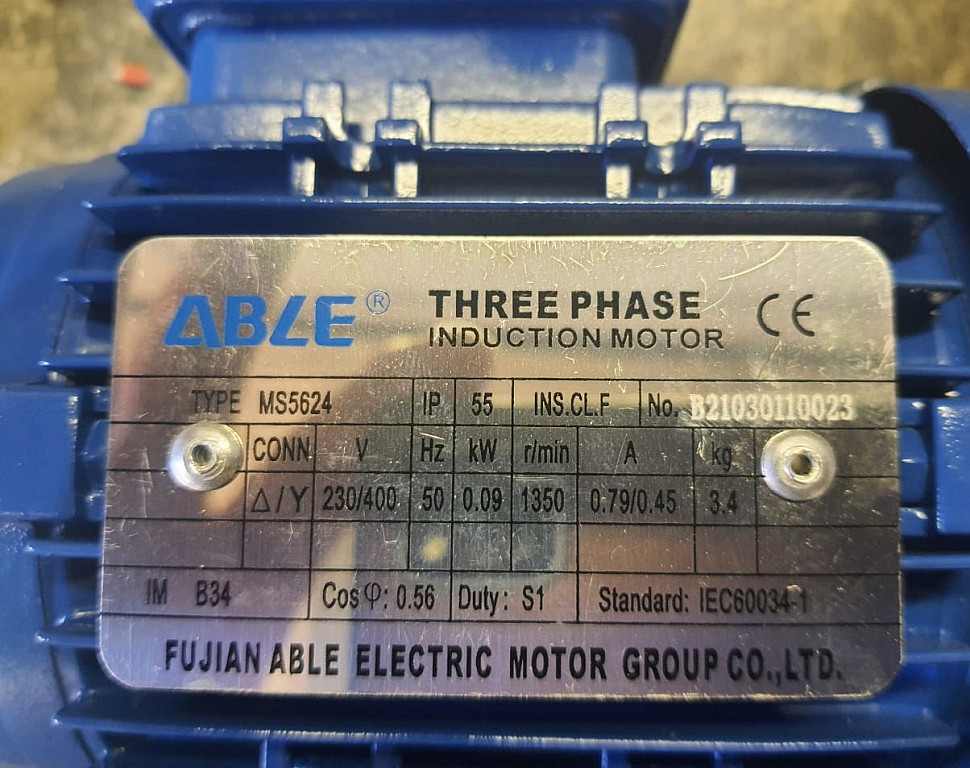 ABLE® THREE PHASE CE
INDUCTION MOTOR
TYPE MS5624 IP 55 INS.CL.F No. B21030110023
CONN V Hz kW r/min A kg
Δ/Y 230/400 50 0.09 1350 0.79/0.45 3.4
IM B34 Cosφ: 0.56 Duty: S1 Standard: IEC60034-1
FUJIAN ABLE ELECTRIC MOTOR GROUP CO.,LTD.